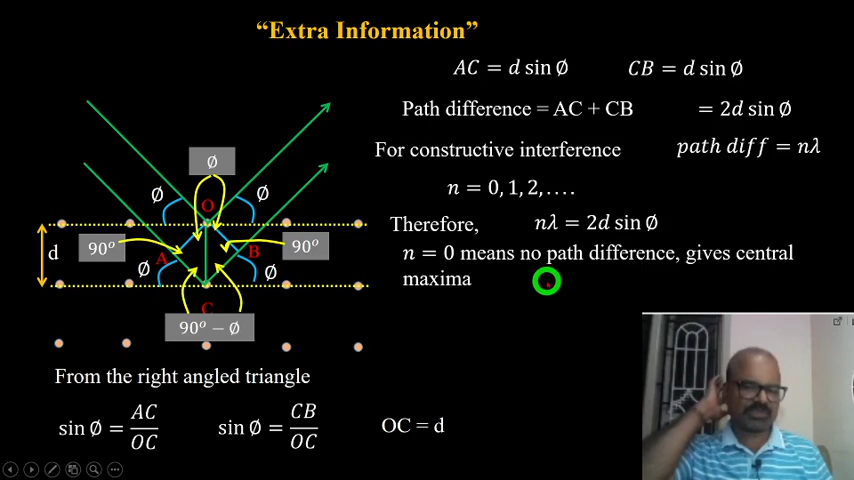 “Extra Information”
AC = d sin ∅ CB = d sin ∅
Path difference = AC + CB = 2d sin ∅
For constructive interference path diff = nλ
n = 0, 1, 2, ....
Therefore, nλ = 2d sin ∅
n = 0 means no path difference, gives central
maxima
∅
∅ ∅
O
d 90° A B 90°
∅ ∅
C
90° − ∅
From the right angled triangle
sin ∅ = AC/OC sin ∅ = CB/OC OC = d